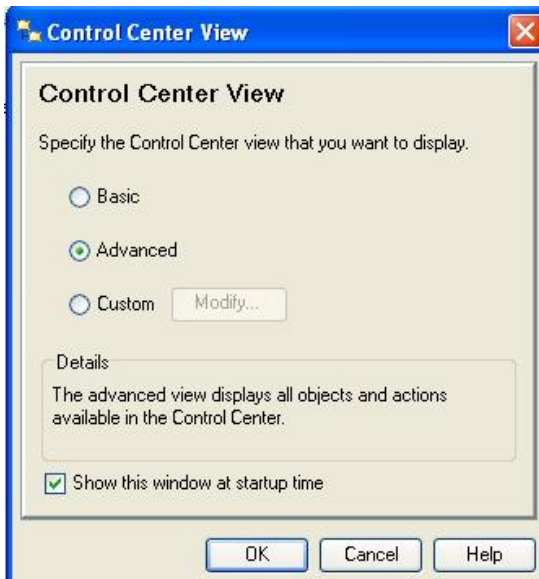 Control Center View
Control Center View
Specify the Control Center view that you want to display.
Basic
Advanced
Custom Modify...
Details
The advanced view displays all objects and actions
available in the Control Center.
Show this window at startup time
OK Cancel Help